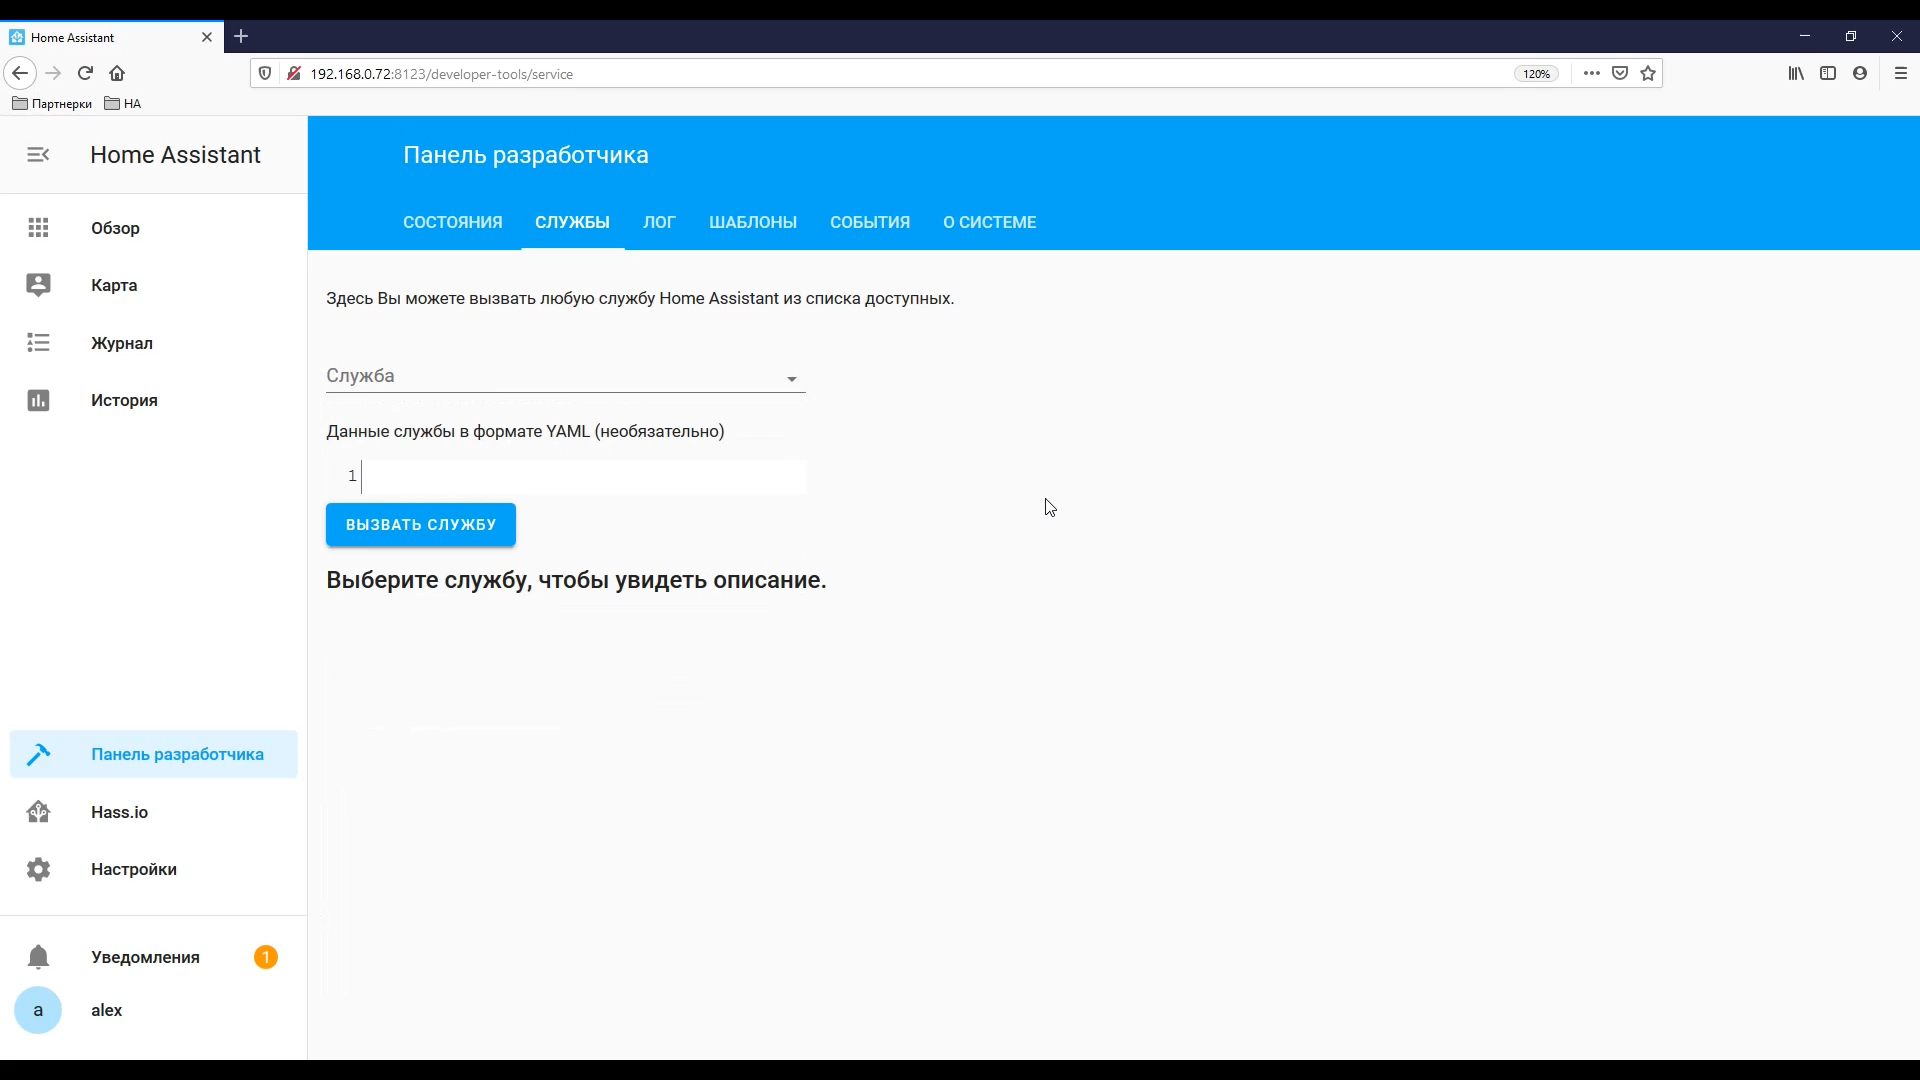 Home Assistant
192.168.0.72:8123/developer-tools/service
120%
Партнерки
HA
Home Assistant
Обзор
Карта
Журнал
История
Панель разработчика
Hass.io
Настройки
Уведомления
1
a
alex
Панель разработчика
СОСТОЯНИЯ СЛУЖБЫ ЛОГ ШАБЛОНЫ СОБЫТИЯ О СИСТЕМЕ
Здесь Вы можете вызвать любую службу Home Assistant из списка доступных.
Служба
Данные службы в формате YAML (необязательно)
1
ВЫЗВАТЬ СЛУЖБУ
Выберите службу, чтобы увидеть описание.